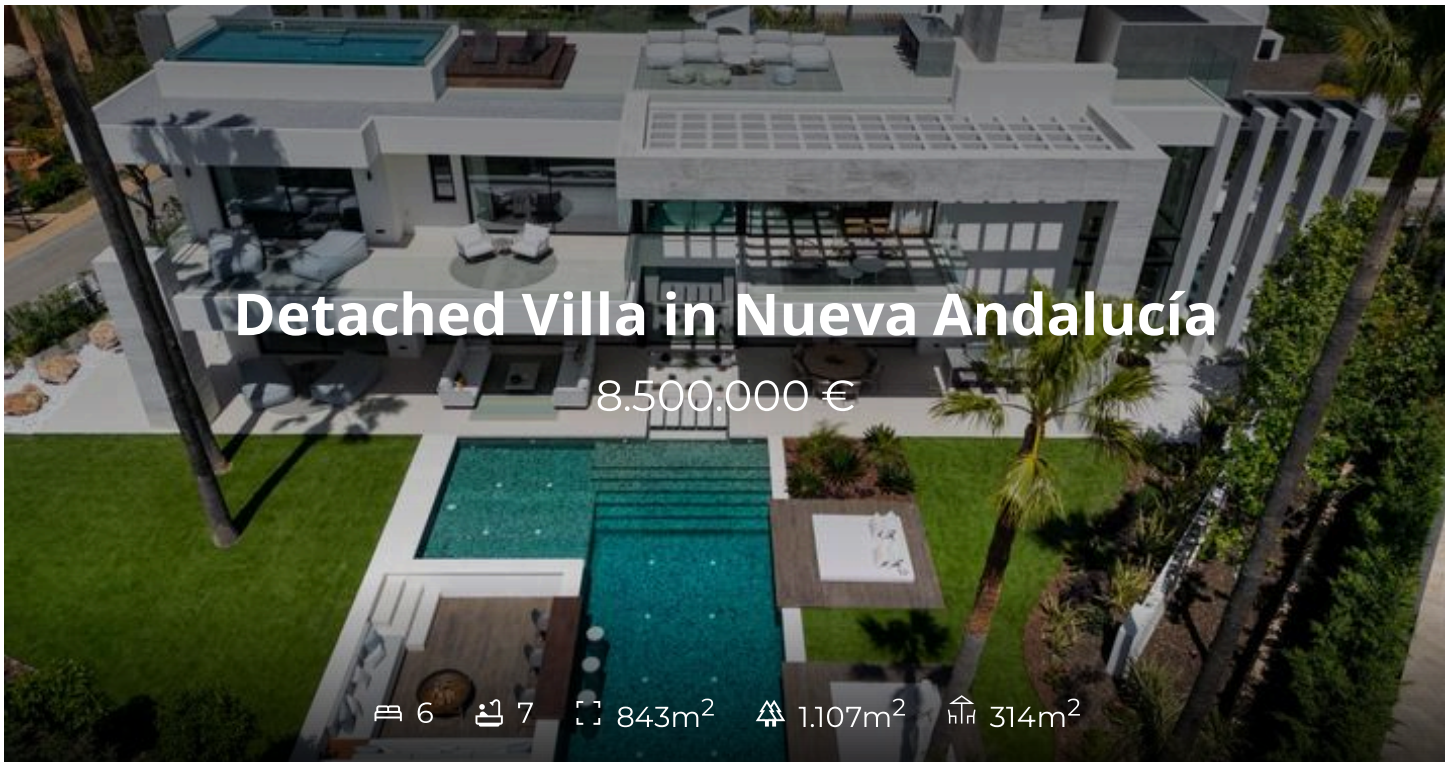 Detached Villa in Nueva Andalucía
8.500.000 €
6 7 843m² 1.107m² 314m²